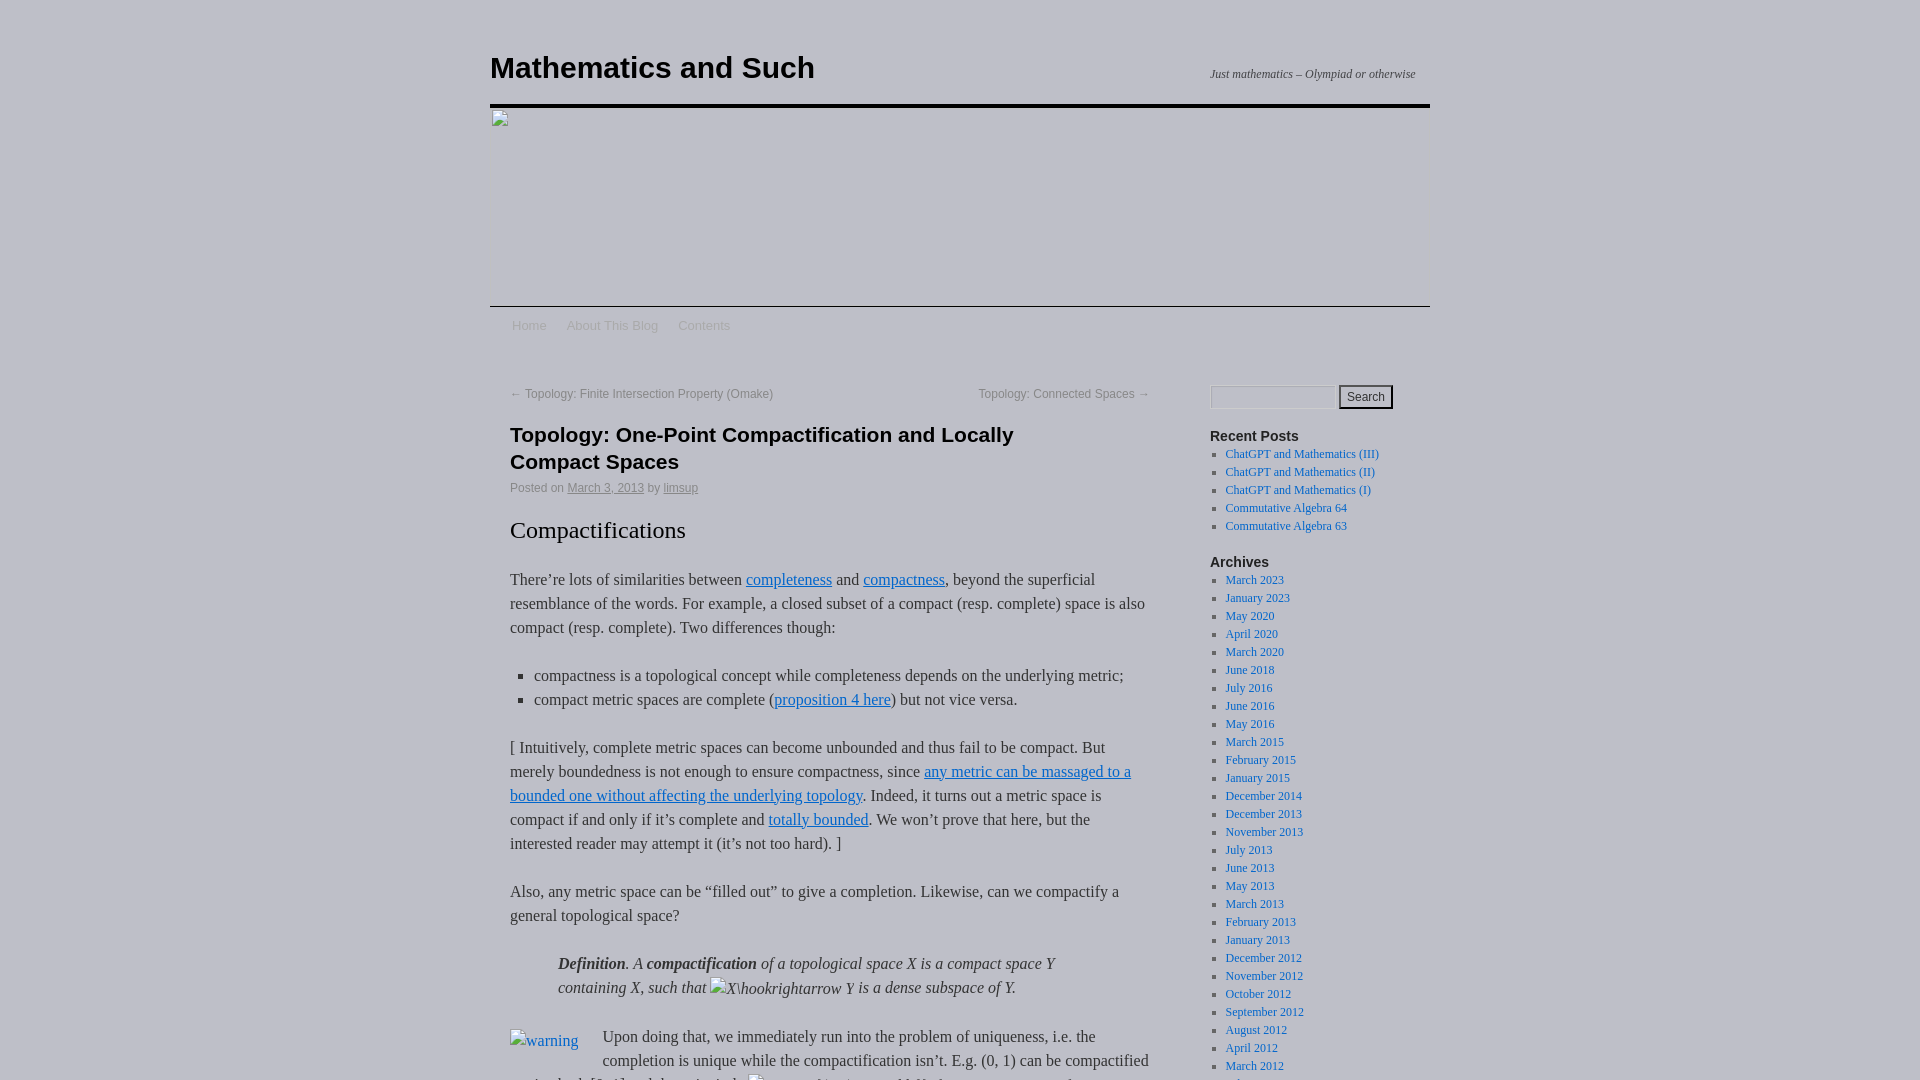 Mathematics and Such
Just mathematics – Olympiad or otherwise
Home About This Blog Contents
← Topology: Finite Intersection Property (Omake)
Topology: Connected Spaces →
Topology: One-Point Compactification and Locally
Compact Spaces
Posted on March 3, 2013 by limsup
Compactifications
There’re lots of similarities between completeness and compactness, beyond the superficial
resemblance of the words. For example, a closed subset of a compact (resp. complete) space is also
compact (resp. complete). Two differences though:
compactness is a topological concept while completeness depends on the underlying metric;
compact metric spaces are complete (proposition 4 here) but not vice versa.
[ Intuitively, complete metric spaces can become unbounded and thus fail to be compact. But
merely boundedness is not enough to ensure compactness, since any metric can be massaged to a
bounded one without affecting the underlying topology. Indeed, it turns out a metric space is
compact if and only if it’s complete and totally bounded. We won’t prove that here, but the
interested reader may attempt it (it’s not too hard). ]
Also, any metric space can be “filled out” to give a completion. Likewise, can we compactify a
general topological space?
Definition. A compactification of a topological space X is a compact space Y
containing X, such that X\hookrightarrow Y is a dense subspace of Y.
warning
Upon doing that, we immediately run into the problem of uniqueness, i.e. the
completion is unique while the compactification isn’t. E.g. (0, 1) can be compactified
Search
Recent Posts
ChatGPT and Mathematics (III)
ChatGPT and Mathematics (II)
ChatGPT and Mathematics (I)
Commutative Algebra 64
Commutative Algebra 63
Archives
March 2023
January 2023
May 2020
April 2020
March 2020
June 2018
July 2016
June 2016
May 2016
March 2015
February 2015
January 2015
December 2014
December 2013
November 2013
July 2013
June 2013
May 2013
March 2013
February 2013
January 2013
December 2012
November 2012
October 2012
September 2012
August 2012
April 2012
March 2012